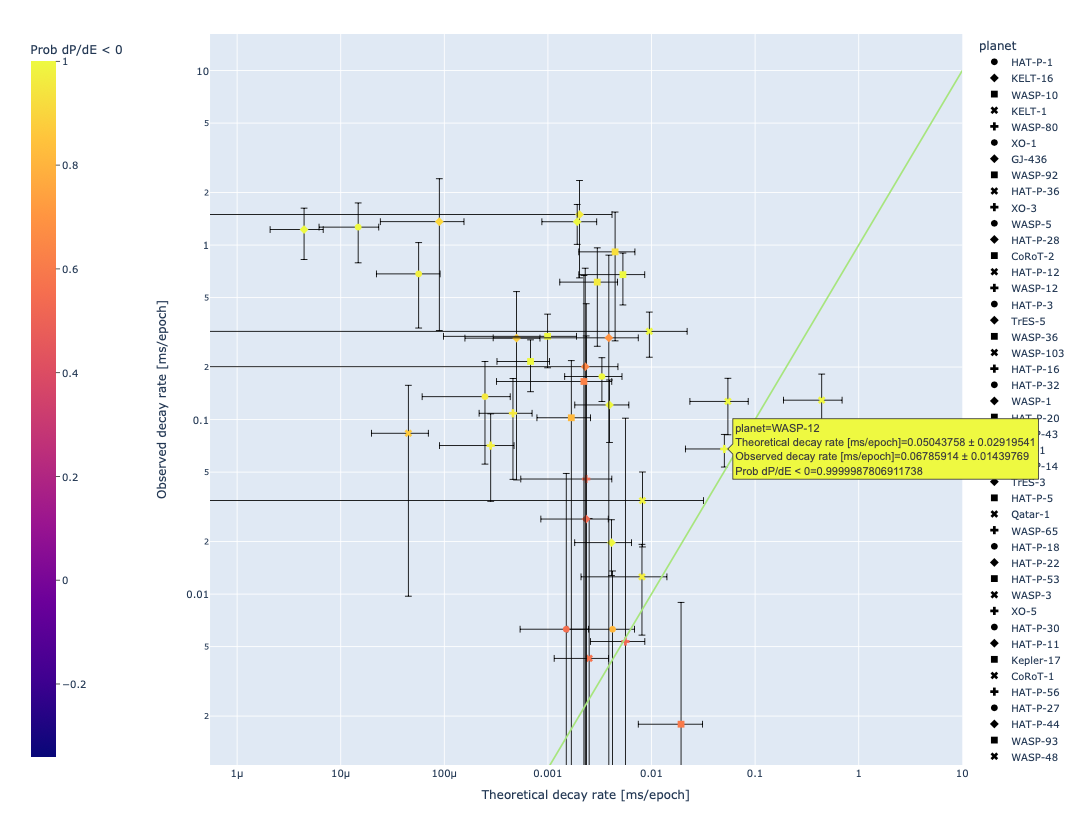 Prob dP/dE < 0
1
0.8
0.6
0.4
0.2
0
−0.2
Observed decay rate [ms/epoch]
10
5
2
1
5
2
0.1
5
2
0.01
5
2
1μ
10μ
100μ
0.001
0.01
0.1
1
10
Theoretical decay rate [ms/epoch]
planet=WASP-12
Theoretical decay rate [ms/epoch]=0.05043758 ± 0.02919541
Observed decay rate [ms/epoch]=0.06785914 ± 0.01439769
Prob dP/dE < 0=0.9999987806911738
planet
HAT-P-1
KELT-16
WASP-10
KELT-1
WASP-80
XO-1
GJ-436
WASP-92
HAT-P-36
XO-3
WASP-5
HAT-P-28
CoRoT-2
HAT-P-12
WASP-12
HAT-P-3
TrES-5
WASP-36
WASP-103
HAT-P-16
HAT-P-32
WASP-1
HAT-P-20
-43
1
-14
TrES-3
HAT-P-5
Qatar-1
WASP-65
HAT-P-18
HAT-P-22
HAT-P-53
WASP-3
XO-5
HAT-P-30
HAT-P-11
Kepler-17
CoRoT-1
HAT-P-56
HAT-P-27
HAT-P-44
WASP-93
WASP-48